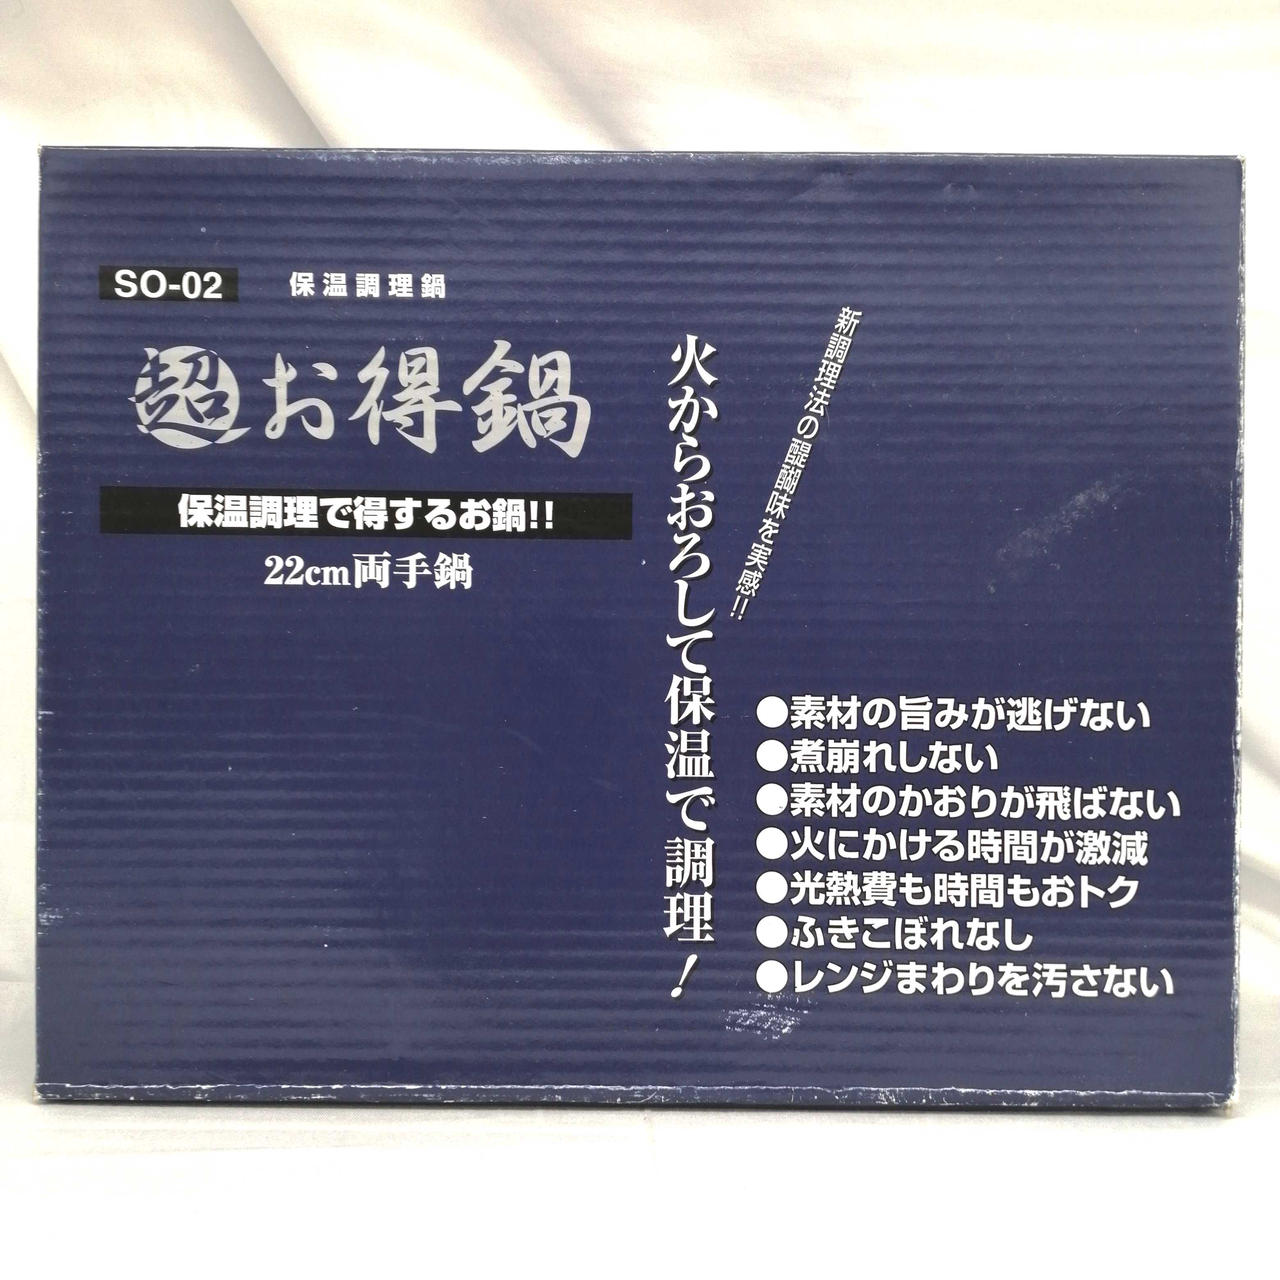 SO-02 保温調理鍋
超お得鍋
保温調理で得するお鍋!!
22cm両手鍋
新調理法の醍醐味を実感!!
火からおろして保温で調理!
●素材の旨みが逃げない
●煮崩れしない
●素材のかおりが飛ばない
●火にかける時間が激減
●光熱費も時間もおトク
●ふきこぼれなし
●レンジまわりを汚さない